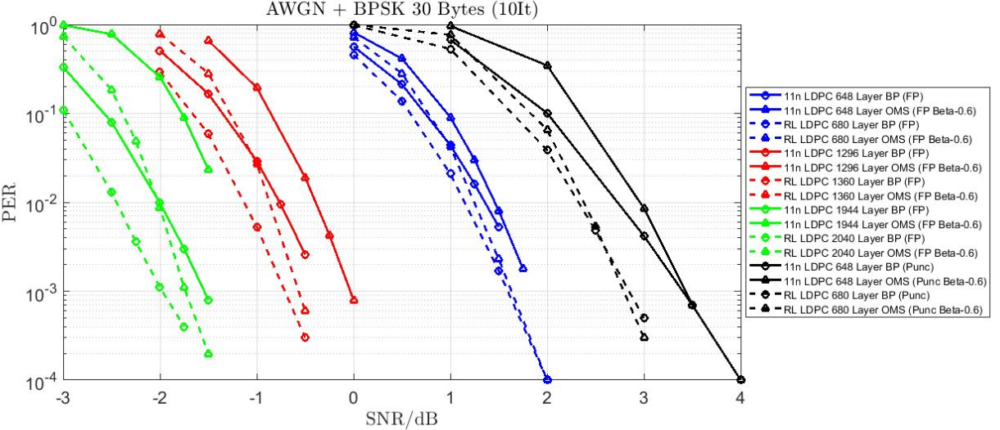 AWGN + BPSK 30 Bytes (10It)
PER
10^0
10^-1
10^-2
10^-3
10^-4
-3 -2 -1 0 1 2 3 4
SNR/dB
11n LDPC 648 Layer BP (FP)
11n LDPC 648 Layer OMS (FP Beta-0.6)
RL LDPC 680 Layer BP (FP)
RL LDPC 680 Layer OMS (FP Beta-0.6)
11n LDPC 1296 Layer BP (FP)
11n LDPC 1296 Layer OMS (FP Beta-0.6)
RL LDPC 1360 Layer BP (FP)
RL LDPC 1360 Layer OMS (FP Beta-0.6)
11n LDPC 1944 Layer BP (FP)
11n LDPC 1944 Layer OMS (FP Beta-0.6)
RL LDPC 2040 Layer BP (FP)
RL LDPC 2040 Layer OMS (FP Beta-0.6)
11n LDPC 648 Layer BP (Punc)
11n LDPC 648 Layer OMS (Punc Beta-0.6)
RL LDPC 680 Layer BP (Punc)
RL LDPC 680 Layer OMS (Punc Beta-0.6)